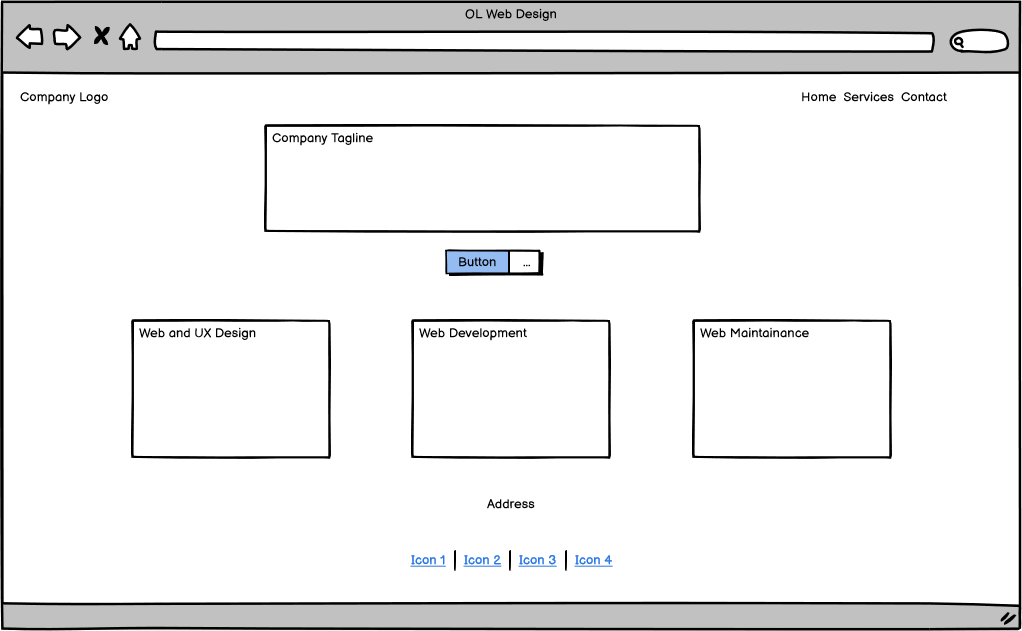 OL Web Design
Company Logo
Home Services Contact
Company Tagline
Button ...
Web and UX Design
Web Development
Web Maintainance
Address
Icon 1 | Icon 2 | Icon 3 | Icon 4